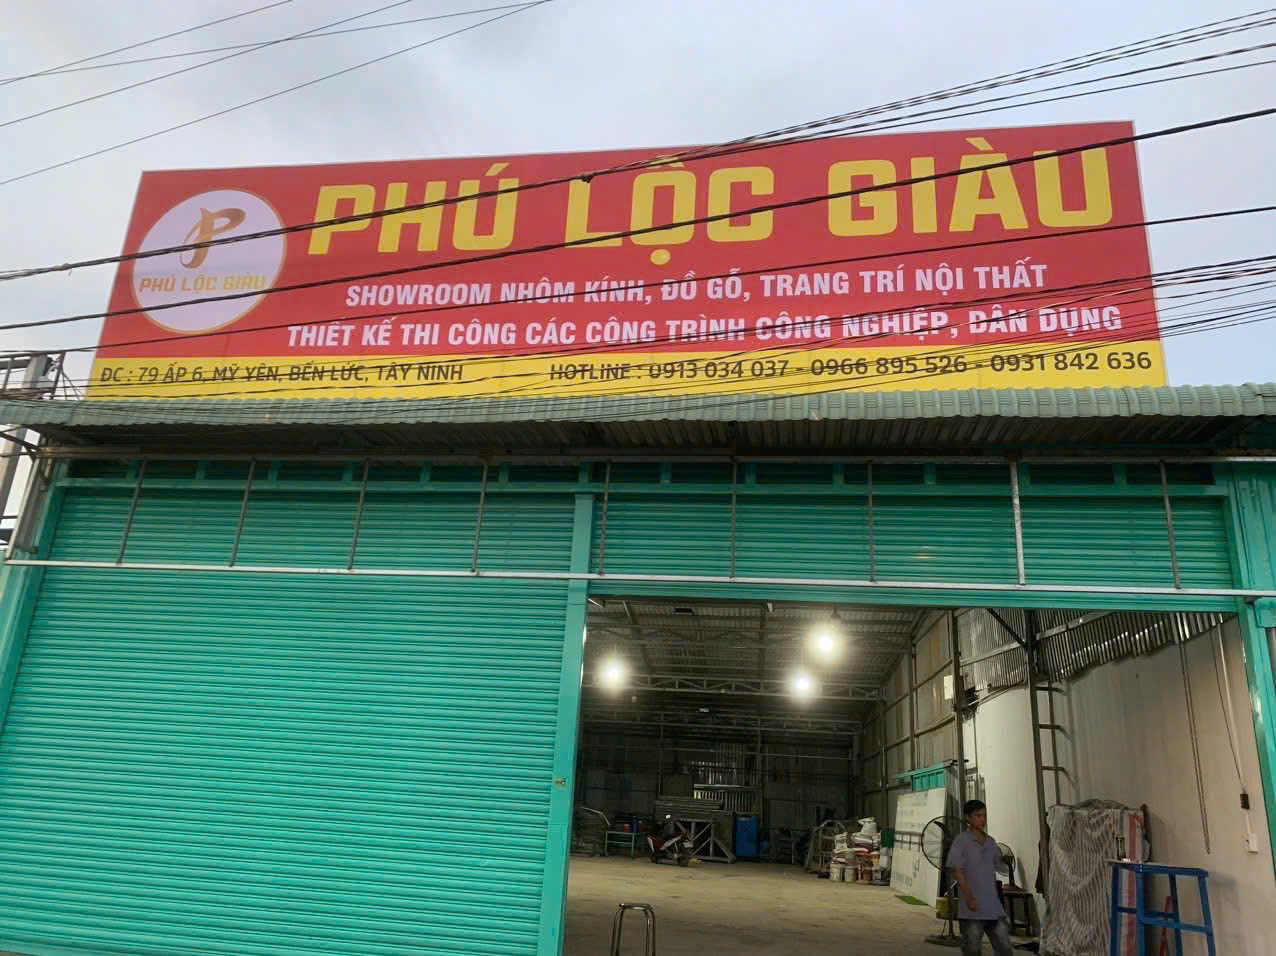 PHÚ LỘC GIÀU
PHÚ LỘC GIÀU
SHOWROOM NHÔM KÍNH, ĐỒ GỖ, TRANG TRÍ NỘI THẤT
THIẾT KẾ THI CÔNG CÁC CÔNG TRÌNH CÔNG NGHIỆP, DÂN DỤNG
ĐC : 79 ẤP 6, MỸ YÊN, BẾN LỨC, TÂY NINH
HOTLINE : 0913 034 037 - 0966 895 526 - 0931 842 636